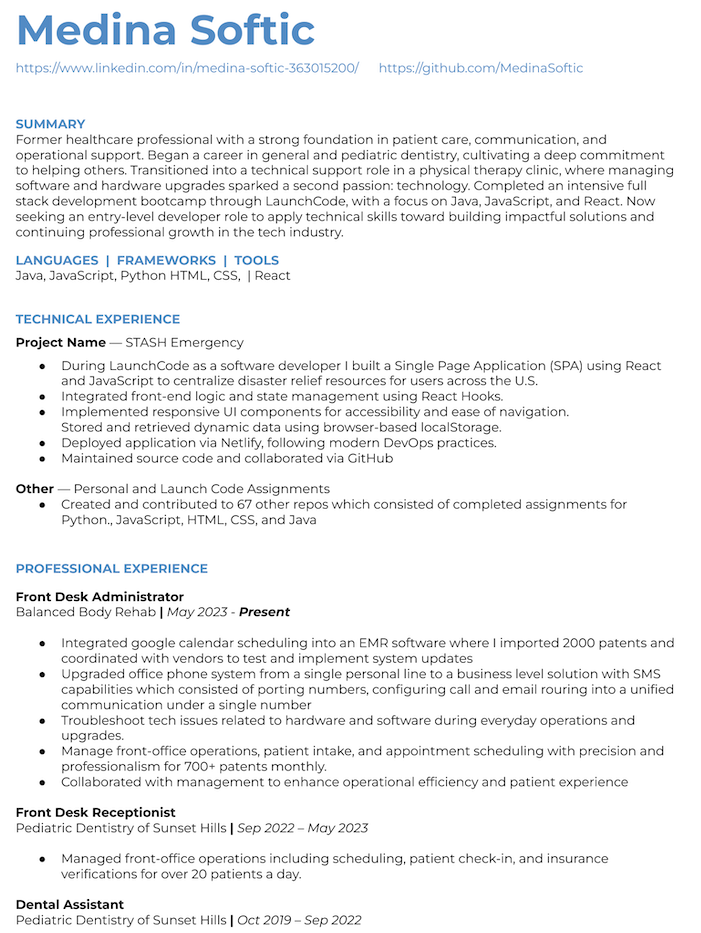 Medina Softic
https://www.linkedin.com/in/medina-softic-363015200/ https://github.com/MedinaSoftic
SUMMARY
Former healthcare professional with a strong foundation in patient care, communication, and
operational support. Began a career in general and pediatric dentistry, cultivating a deep commitment
to helping others. Transitioned into a technical support role in a physical therapy clinic, where managing
software and hardware upgrades sparked a second passion: technology. Completed an intensive full
stack development bootcamp through LaunchCode, with a focus on Java, JavaScript, and React. Now
seeking an entry-level developer role to apply technical skills toward building impactful solutions and
continuing professional growth in the tech industry.
LANGUAGES | FRAMEWORKS | TOOLS
Java, JavaScript, Python HTML, CSS, | React
TECHNICAL EXPERIENCE
Project Name — STASH Emergency
● During LaunchCode as a software developer I built a Single Page Application (SPA) using React
and JavaScript to centralize disaster relief resources for users across the U.S.
● Integrated front-end logic and state management using React Hooks.
● Implemented responsive UI components for accessibility and ease of navigation.
Stored and retrieved dynamic data using browser-based localStorage.
● Deployed application via Netlify, following modern DevOps practices.
● Maintained source code and collaborated via GitHub
Other — Personal and Launch Code Assignments
● Created and contributed to 67 other repos which consisted of completed assignments for
Python., JavaScript, HTML, CSS, and Java
PROFESSIONAL EXPERIENCE
Front Desk Administrator
Balanced Body Rehab | May 2023 - Present
● Integrated google calendar scheduling into an EMR software where I imported 2000 patents and
coordinated with vendors to test and implement system updates
● Upgraded office phone system from a single personal line to a business level solution with SMS
capabilities which consisted of porting numbers, configuring call and email rouring into a unified
communication under a single number
● Troubleshoot tech issues related to hardware and software during everyday operations and
upgrades.
● Manage front-office operations, patient intake, and appointment scheduling with precision and
professionalism for 700+ patents monthly.
● Collaborated with management to enhance operational efficiency and patient experience
Front Desk Receptionist
Pediatric Dentistry of Sunset Hills | Sep 2022 – May 2023
● Managed front-office operations including scheduling, patient check-in, and insurance
verifications for over 20 patients a day.
Dental Assistant
Pediatric Dentistry of Sunset Hills | Oct 2019 – Sep 2022